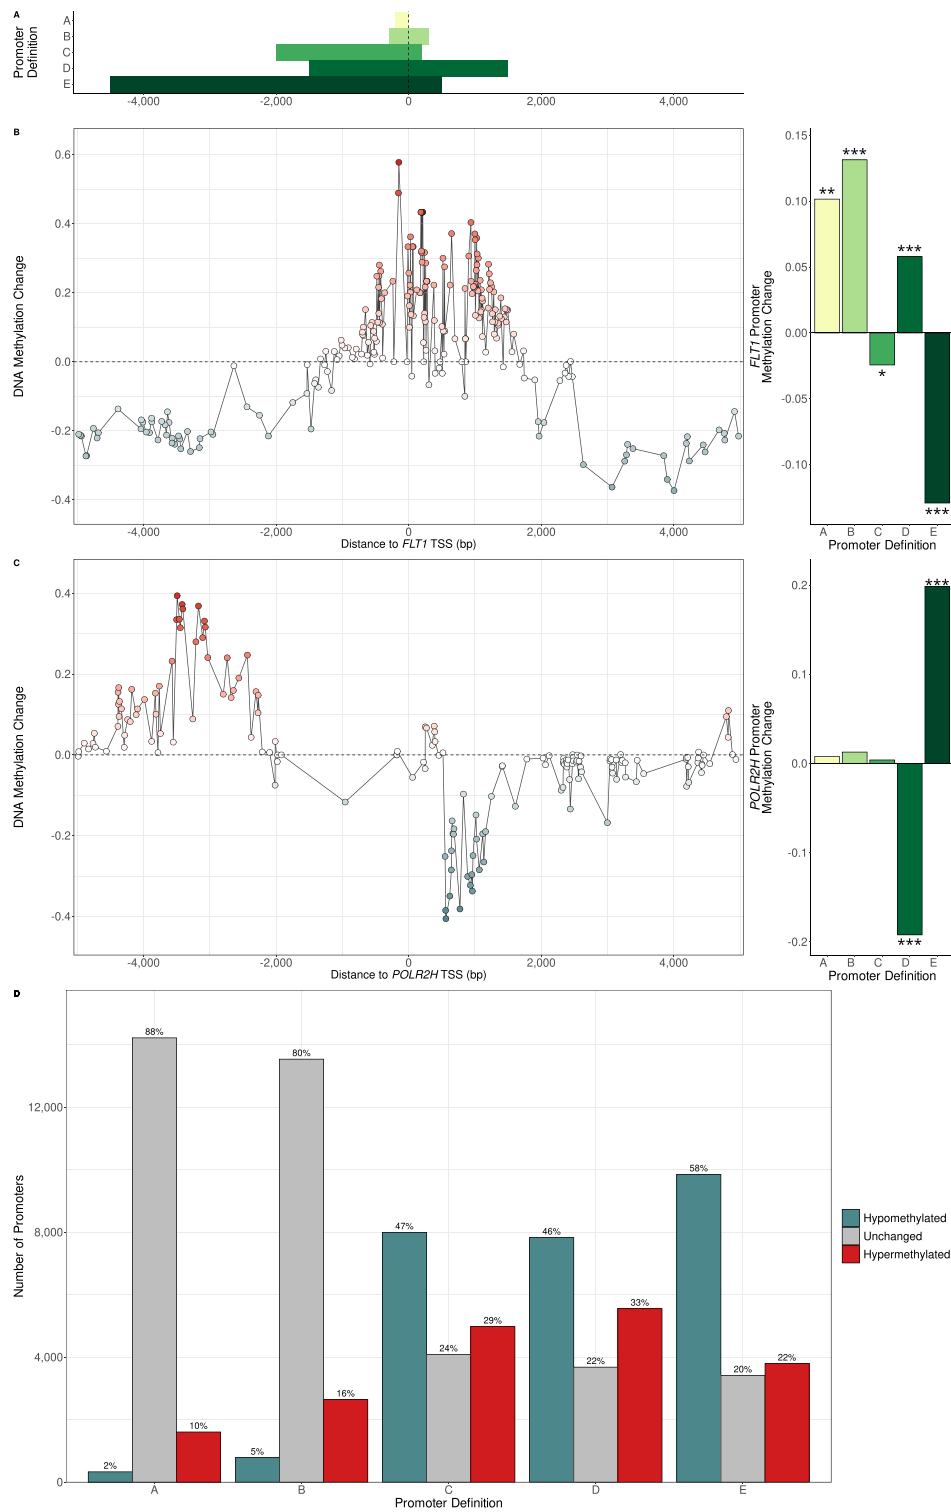 A
Promoter
Definition
A
B
C
D
E
-4,000 -2,000 0 2,000 4,000
B
DNA Methylation Change
0.6
0.4
0.2
0.0
-0.2
-0.4
-4,000 -2,000 0 2,000 4,000
Distance to FLT1 TSS (bp)
FLT1 Promoter
Methylation Change
0.15
0.10
0.05
0.00
-0.05
-0.10
** *** * *** ***
A B C D E
Promoter Definition
C
DNA Methylation Change
0.4
0.2
0.0
-0.2
-0.4
-4,000 -2,000 0 2,000 4,000
Distance to POLR2H TSS (bp)
POLR2H Promoter
Methylation Change
0.2
0.1
0.0
-0.1
-0.2
*** ***
A B C D E
Promoter Definition
D
Number of Promoters
12,000
8,000
4,000
0
2% 88% 10%
5% 80% 16%
47% 24% 29%
46% 22% 33%
58% 20% 22%
A B C D E
Promoter Definition
Hypomethylated
Unchanged
Hypermethylated